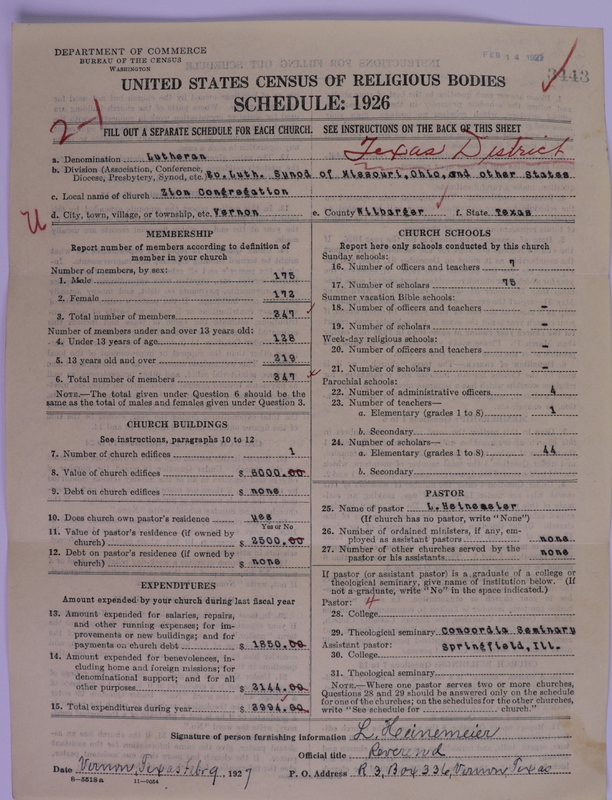 DEPARTMENT OF COMMERCE
BUREAU OF THE CENSUS
WASHINGTON
FEB 14 1927
3443
UNITED STATES CENSUS OF RELIGIOUS BODIES
SCHEDULE: 1926
2-1
FILL OUT A SEPARATE SCHEDULE FOR EACH CHURCH. SEE INSTRUCTIONS ON THE BACK OF THIS SHEET
Texas District
a. Denomination Lutheran
b. Division (Association, Conference, Diocese, Presbytery, Synod, etc. Ev. Luth. Synod of Missouri, Ohio, and other States
c. Local name of church Zion Congregation
U
d. City, town, village, or township, etc. Vernon e. County Wilbarger f. State Texas
MEMBERSHIP
Report number of members according to definition of member in your church
Number of members, by sex:
1. Male 175
2. Female 172
3. Total number of members 347
Number of members under and over 13 years old:
4. Under 13 years of age 128
5. 13 years old and over 219
6. Total number of members 347
NOTE.—The total given under Question 6 should be the same as the total of males and females given under Question 3.
CHURCH BUILDINGS
See instructions, paragraphs 10 to 12
7. Number of church edifices 1
8. Value of church edifices $ 8000.00
9. Debt on church edifices $ none
10. Does church own pastor's residence yes
Yes or No
11. Value of pastor's residence (if owned by church) $ 2500.00
12. Debt on pastor's residence (if owned by church) $ none
EXPENDITURES
Amount expended by your church during last fiscal year
13. Amount expended for salaries, repairs, and other running expenses; for improvements or new buildings; and for payments on church debt $ 1850.00
14. Amount expended for benevolences, including home and foreign missions; for denominational support; and for all other purposes $ 2144.00
15. Total expenditures during year $ 3994.00
CHURCH SCHOOLS
Report here only schools conducted by this church
Sunday schools:
16. Number of officers and teachers 7
17. Number of scholars 75
Summer vacation Bible schools:
18. Number of officers and teachers -
19. Number of scholars -
Week-day religious schools:
20. Number of officers and teachers -
21. Number of scholars -
Parochial schools:
22. Number of administrative officers 4
23. Number of teachers—
a. Elementary (grades 1 to 8) 1
b. Secondary
24. Number of scholars—
a. Elementary (grades 1 to 8) 44
b. Secondary
PASTOR
25. Name of pastor L. Heinemeier
(If church has no pastor, write "None")
26. Number of ordained ministers, if any, employed as assistant pastors none
27. Number of other churches served by the pastor or his assistants none
If pastor (or assistant pastor) is a graduate of a college or theological seminary, give name of institution below. (If not a graduate, write "No" in the space indicated.)
Pastor: 4
28. College
29. Theological seminary Concordia Seminary
Assistant pastor: Springfield, Ill.
30. College
31. Theological seminary
NOTE.—Where one pastor serves two or more churches, Questions 28 and 29 should be answered only on the schedule for one of the churches; on the schedules for the other churches, write "See schedule for church."
Signature of person furnishing information L. Heinemeier
Official title Reverend
Date Vernon, Texas Feb 9, 1927 P. O. Address R 3, Box 336, Vernon, Texas
8-5518a 11-9054